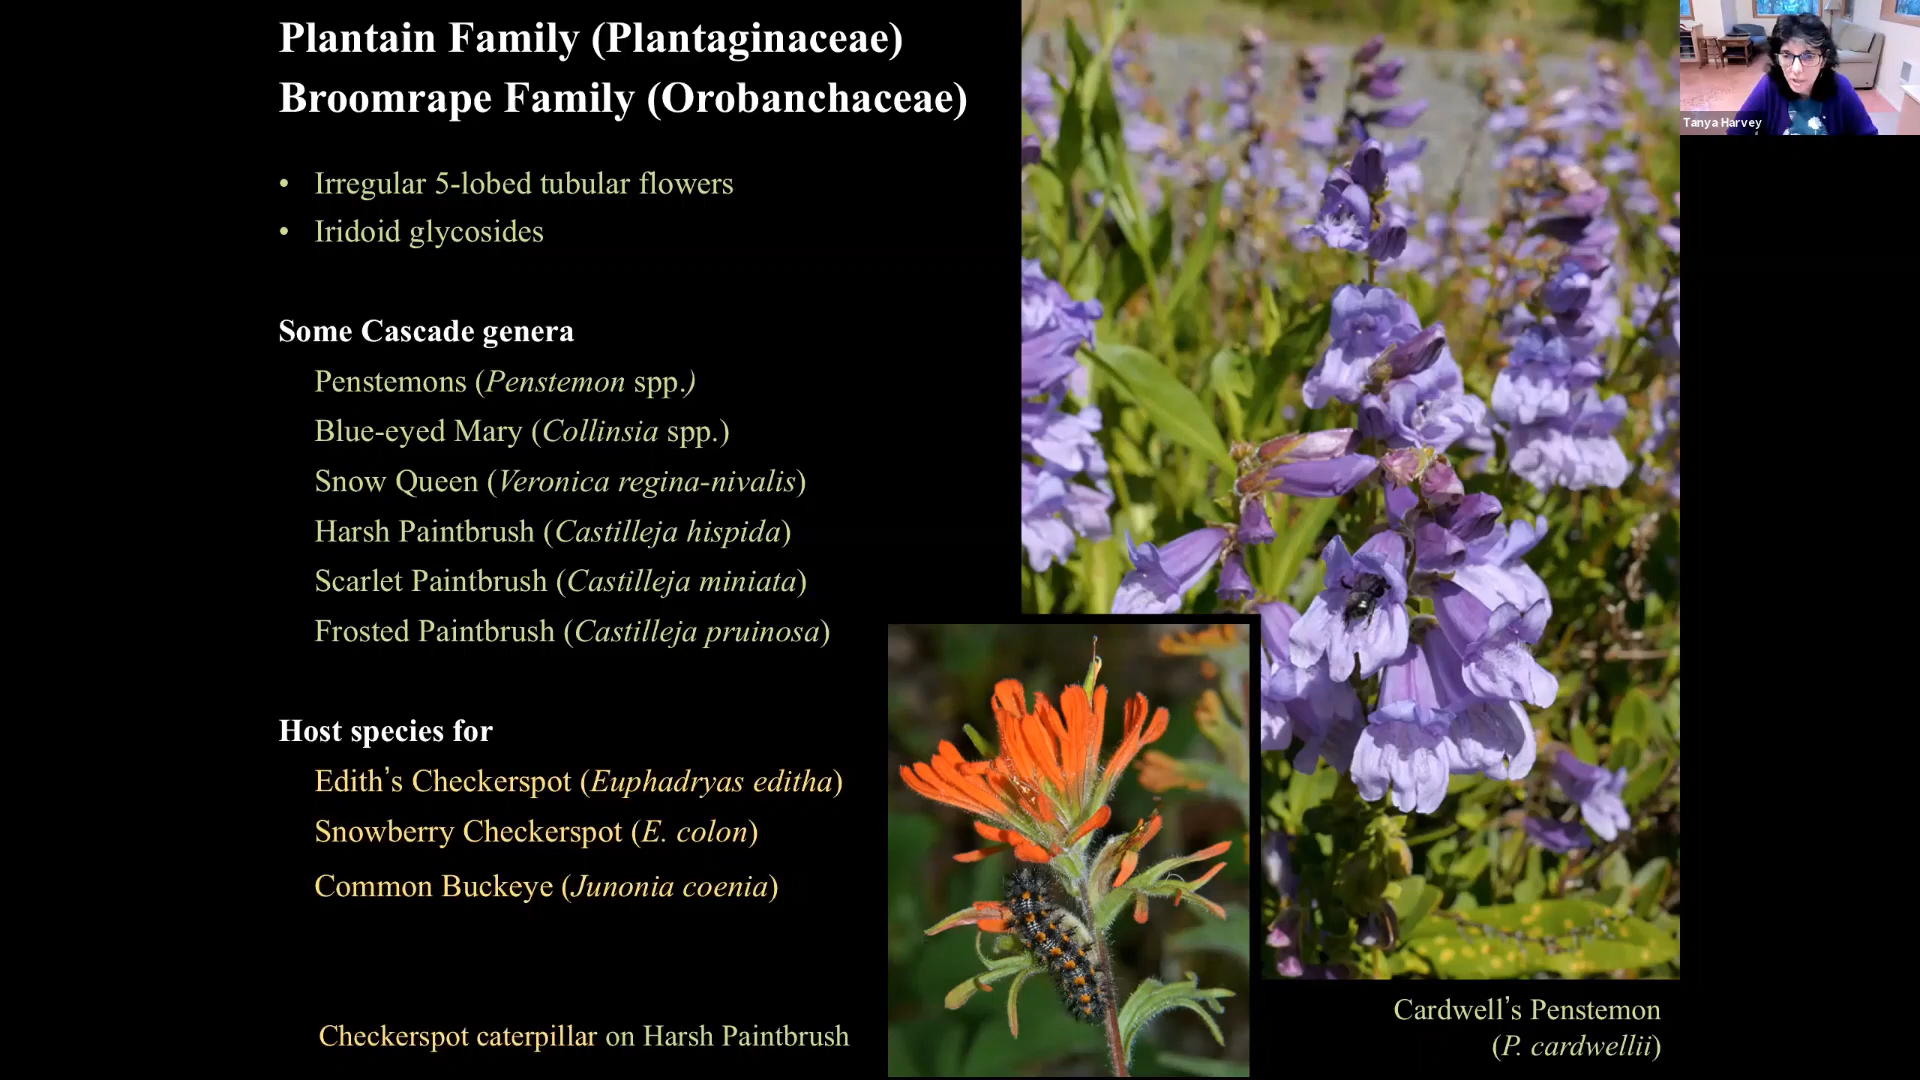 Plantain Family (Plantaginaceae)
Broomrape Family (Orobanchaceae)
• Irregular 5-lobed tubular flowers
• Iridoid glycosides
Some Cascade genera
Penstemons (Penstemon spp.)
Blue-eyed Mary (Collinsia spp.)
Snow Queen (Veronica regina-nivalis)
Harsh Paintbrush (Castilleja hispida)
Scarlet Paintbrush (Castilleja miniata)
Frosted Paintbrush (Castilleja pruinosa)
Host species for
Edith’s Checkerspot (Euphadryas editha)
Snowberry Checkerspot (E. colon)
Common Buckeye (Junonia coenia)
Checkerspot caterpillar on Harsh Paintbrush
Cardwell’s Penstemon
(P. cardwellii)
Tanya Harvey